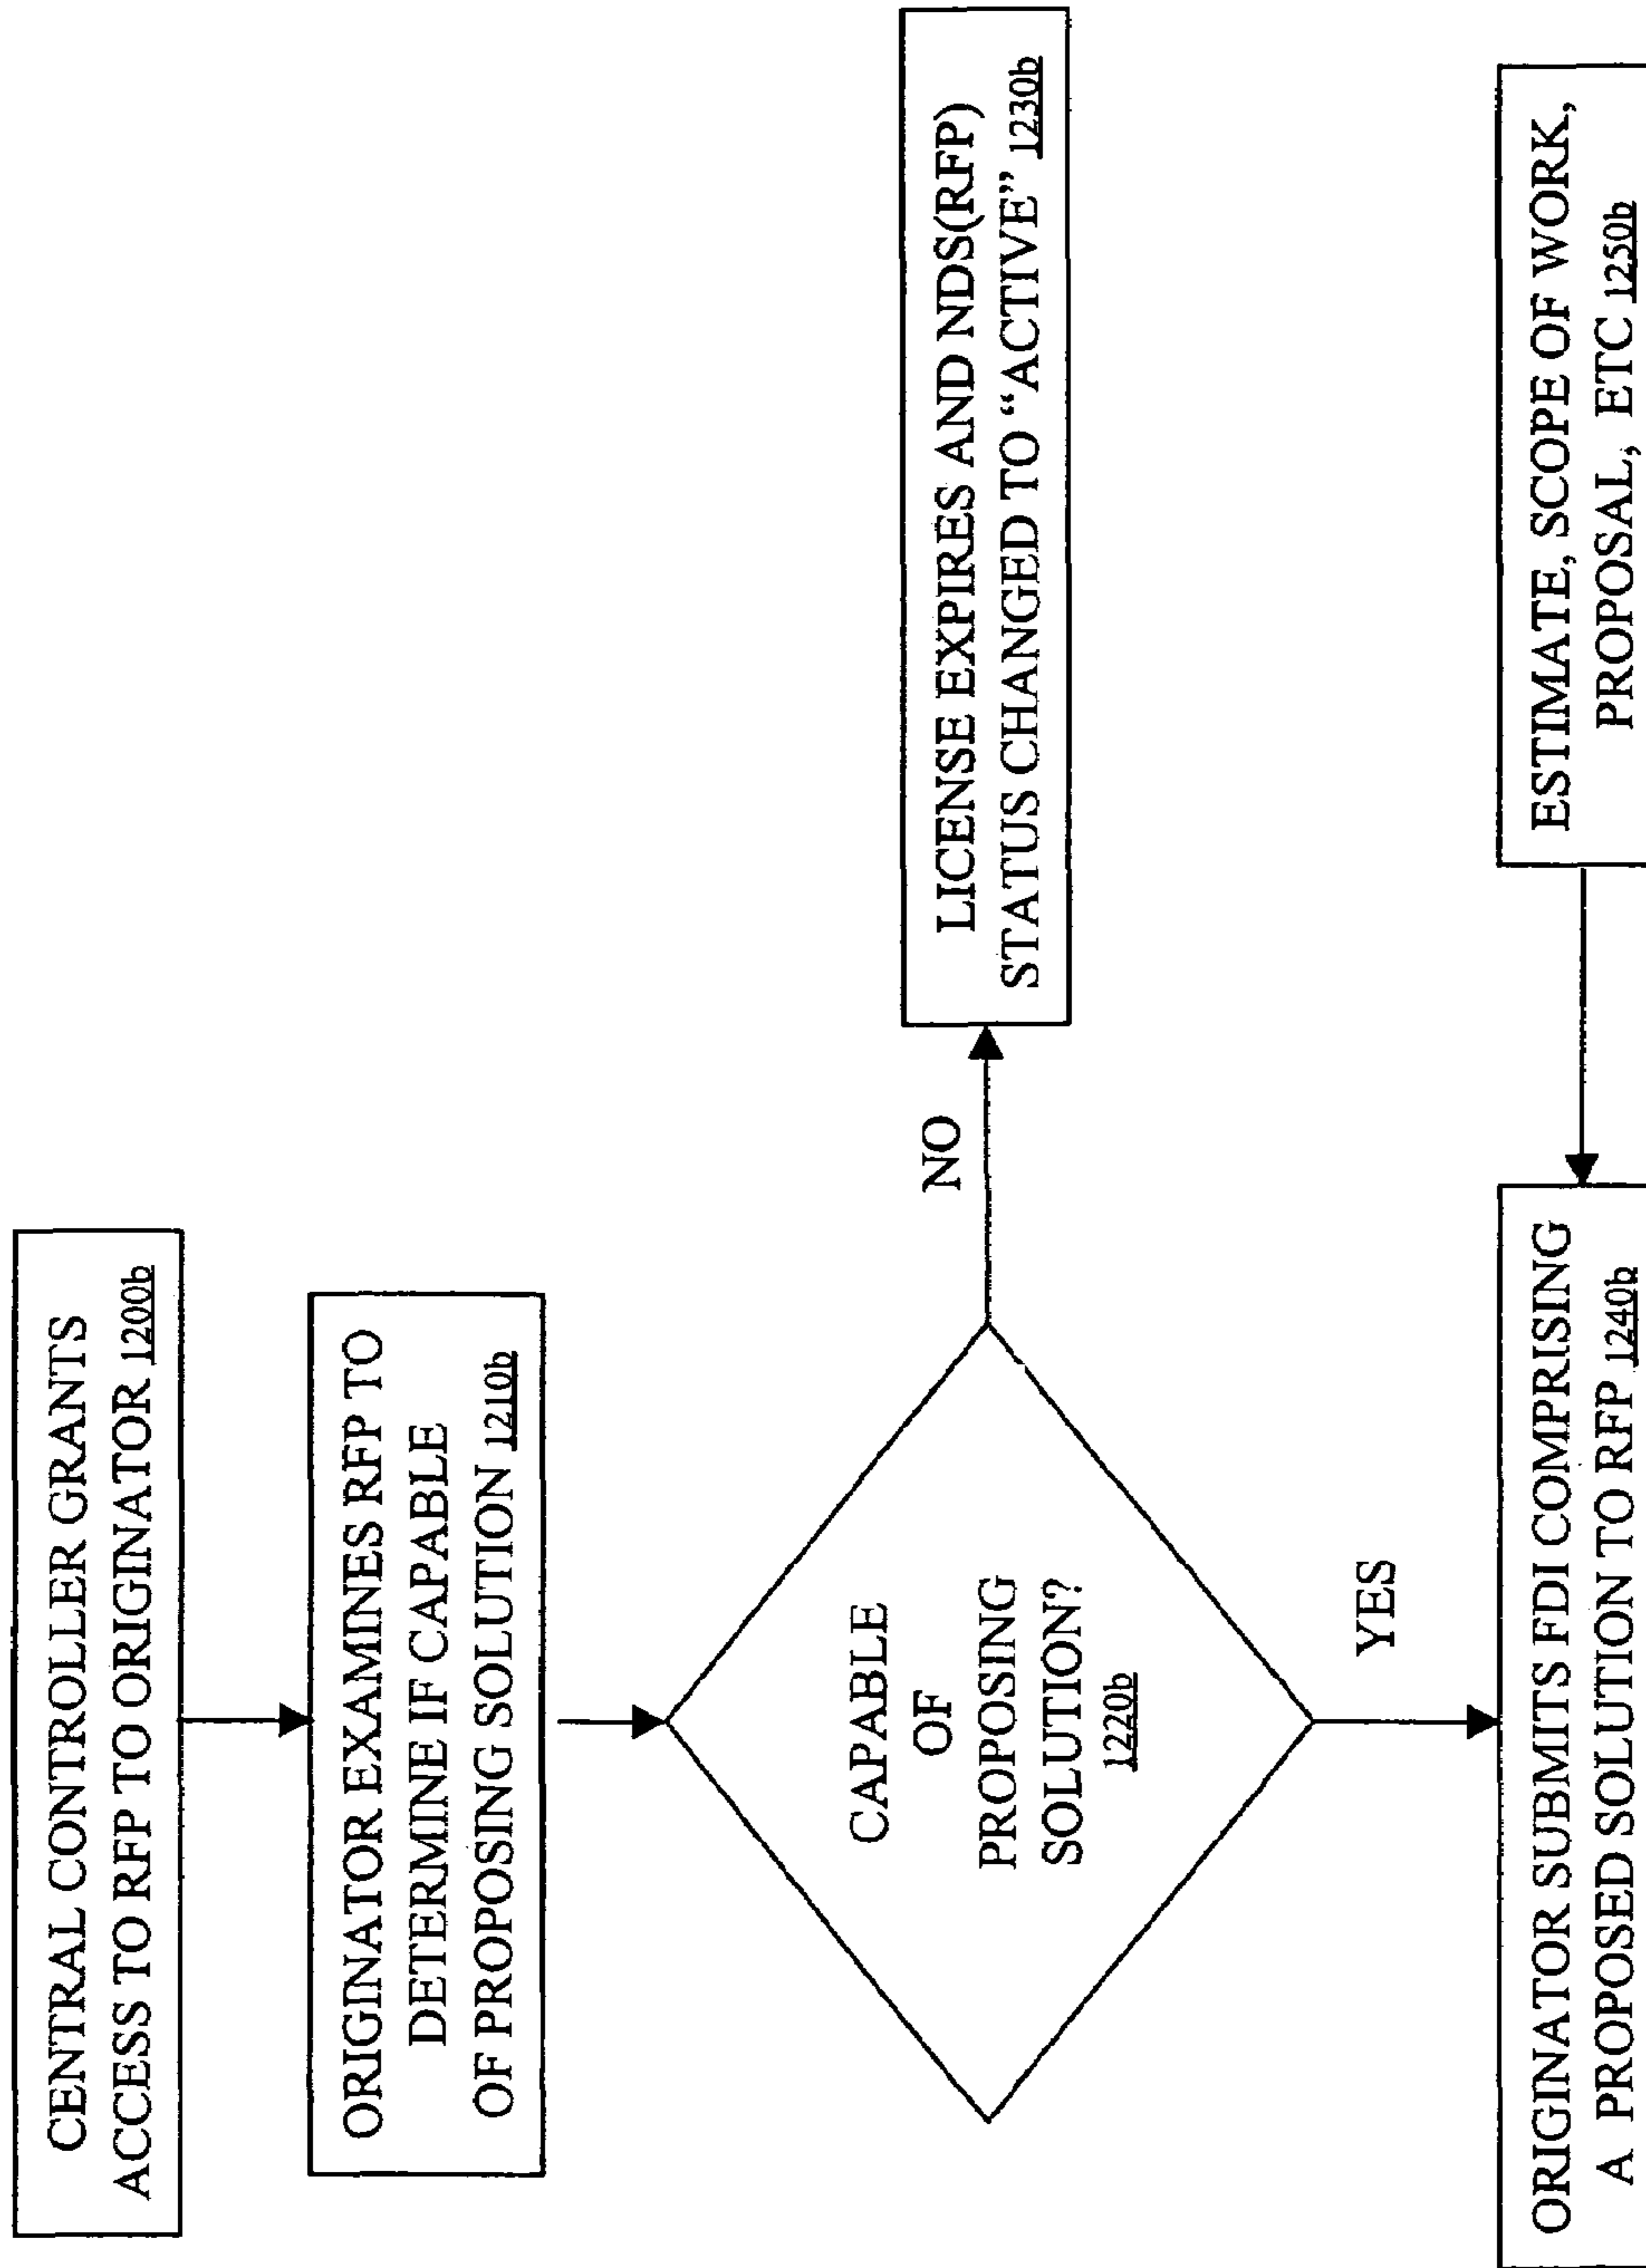 CENTRAL CONTROLLER GRANTS
ACCESS TO RFP TO ORIGINATOR 1200b
ORIGINATOR EXAMINES RFP TO
DETERMINE IF CAPABLE
OF PROPOSING SOLUTION 1210b
CAPABLE
OF
PROPOSING
SOLUTION?
1220b
NO
LICENSE EXPIRES AND NDS(RFP)
STATUS CHANGED TO “ACTIVE” 1230b
YES
ORIGINATOR SUBMITS FDI COMPRISING
A PROPOSED SOLUTION TO RFP 1240b
ESTIMATE, SCOPE OF WORK,
PROPOSAL, ETC 1250b